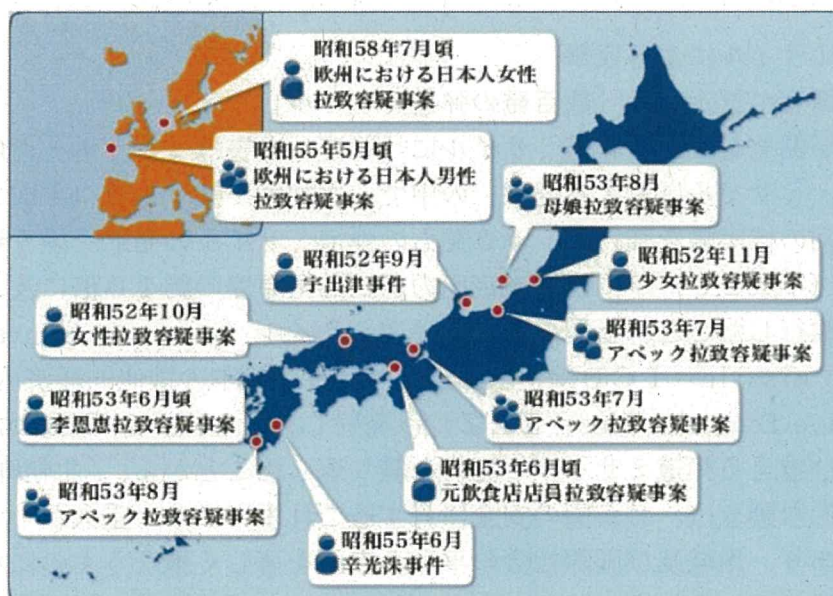 昭和58年7月頃
欧州における日本人女性
拉致容疑事案
昭和55年5月頃
欧州における日本人男性
拉致容疑事案
昭和53年8月
母娘拉致容疑事案
昭和52年9月
宇出津事件
昭和52年11月
少女拉致容疑事案
昭和52年10月
女性拉致容疑事案
昭和53年7月
アベック拉致容疑事案
昭和53年6月頃
李恩恵拉致容疑事案
昭和53年7月
アベック拉致容疑事案
昭和53年8月
アベック拉致容疑事案
昭和53年6月頃
元飲食店店員拉致容疑事案
昭和55年6月
辛光洙事件